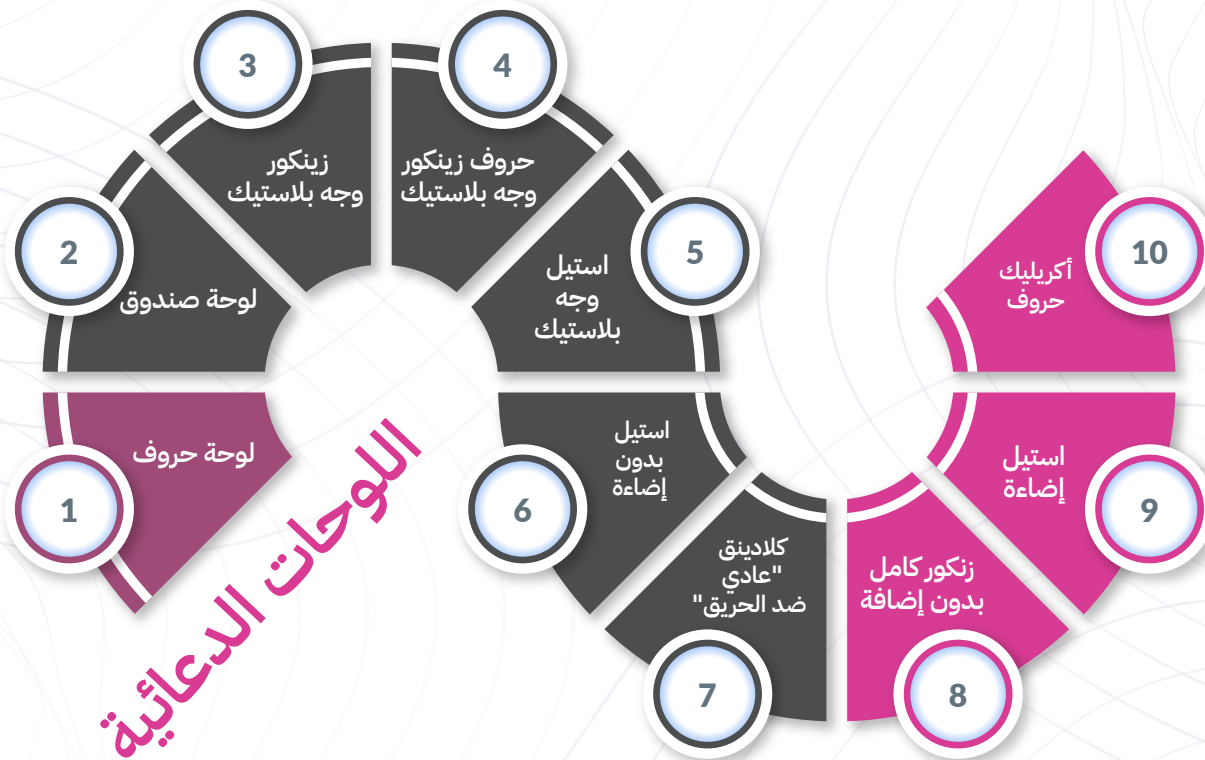 اللوحات الدعائية
1
لوحة حروف
2
لوحة صندوق
3
زينكور
وجه بلاستيك
4
حروف زينكور
وجه بلاستيك
5
استيل
وجه
بلاستيك
6
استيل
بدون
إضاءة
7
كلادينق
"عادي
ضد الحريق"
8
زنكور كامل
بدون إضافة
9
استيل
إضاءة
10
أكريليك
حروف